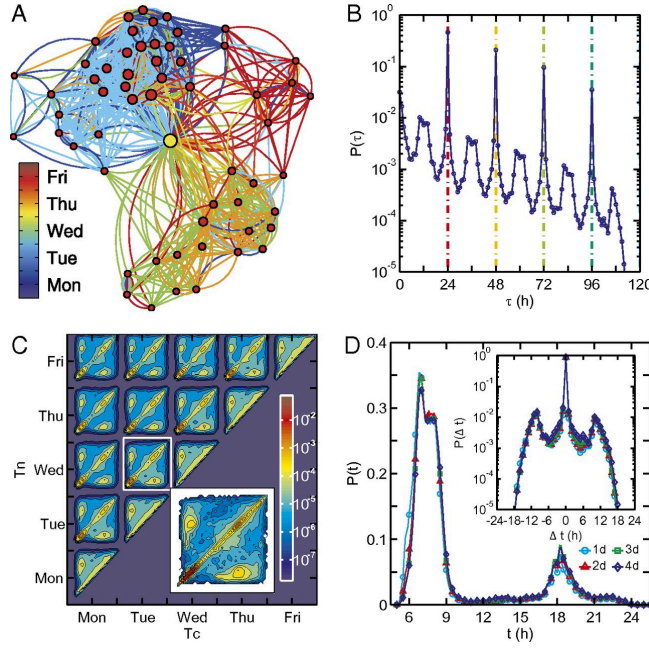 A
Fri
Thu
Wed
Tue
Mon
B
P(τ)
10^0
10^-1
10^-2
10^-3
10^-4
10^-5
0 24 48 72 96 120
τ (h)
C
Tn
Fri
Thu
Wed
Tue
Mon
10^-2
10^-3
10^-4
10^-5
10^-6
10^-7
Mon Tue Wed Thu Fri
Tc
D
P(t)
0.4
0.3
0.2
0.1
0
6 9 12 15 18 21 24
t (h)
P(Δ t)
10^0
10^-1
10^-2
10^-3
10^-4
10^-5
-24 -18 -12 -6 0 6 12 18 24
Δ t (h)
1d 3d
2d 4d